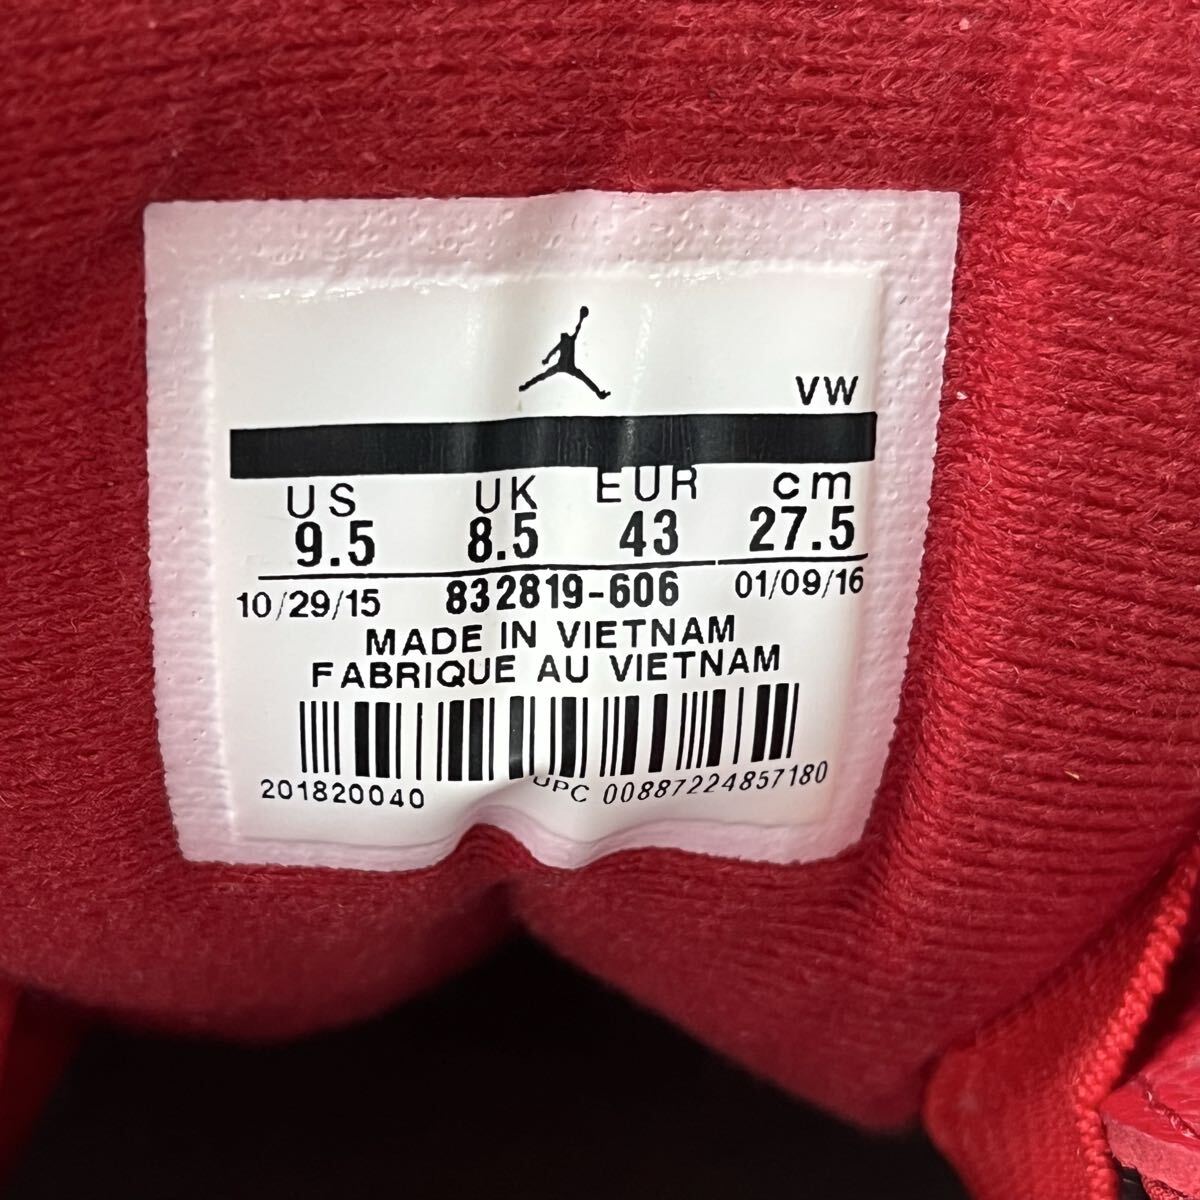 VW
US UK EUR cm
9.5 8.5 43 27.5
10/29/15 832819-606 01/09/16
MADE IN VIETNAM
FABRIQUE AU VIETNAM
201820040 UPC 00887224857180